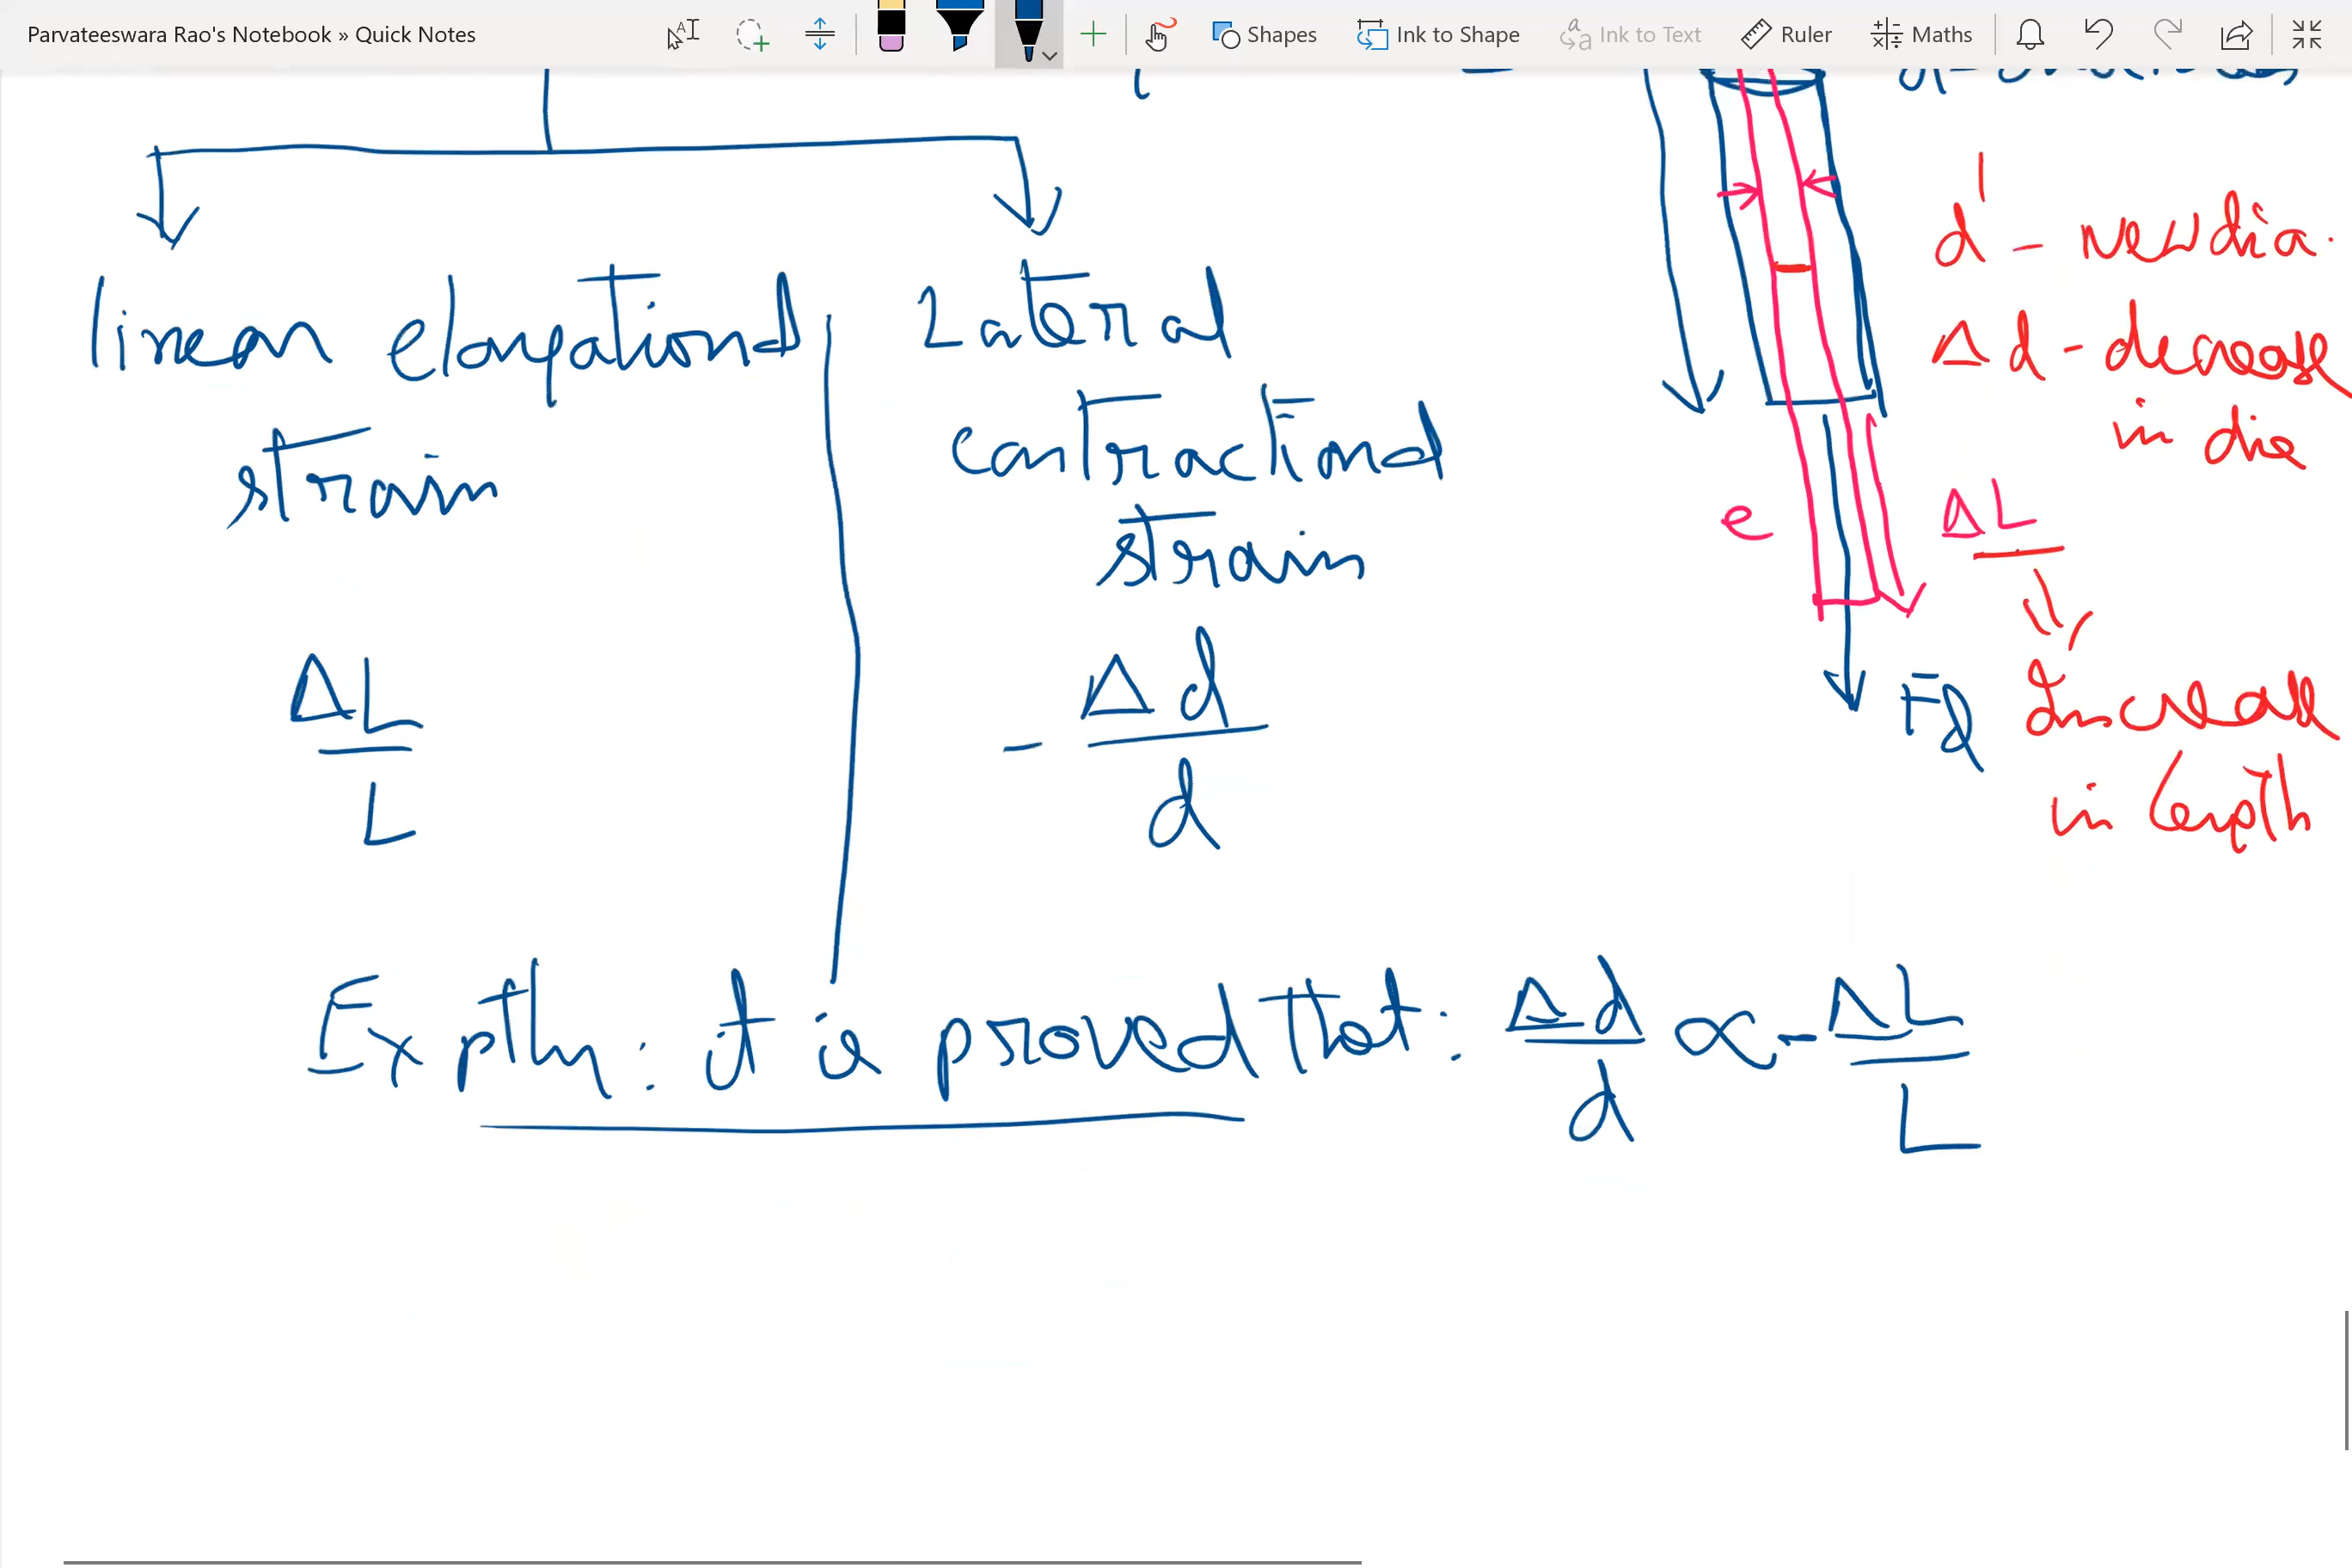 Parvateeswara Rao's Notebook » Quick Notes
Shapes
Ink to Shape
Ink to Text
Ruler
Maths
linear elongational
strain
ΔL
L
Lateral
contractional
strain
- Δd
d
d' - new dia.
Δd - decrease
in dia
e
ΔL
Increase
in length
Exptly: it is proved that: Δd/d ∝ - ΔL/L